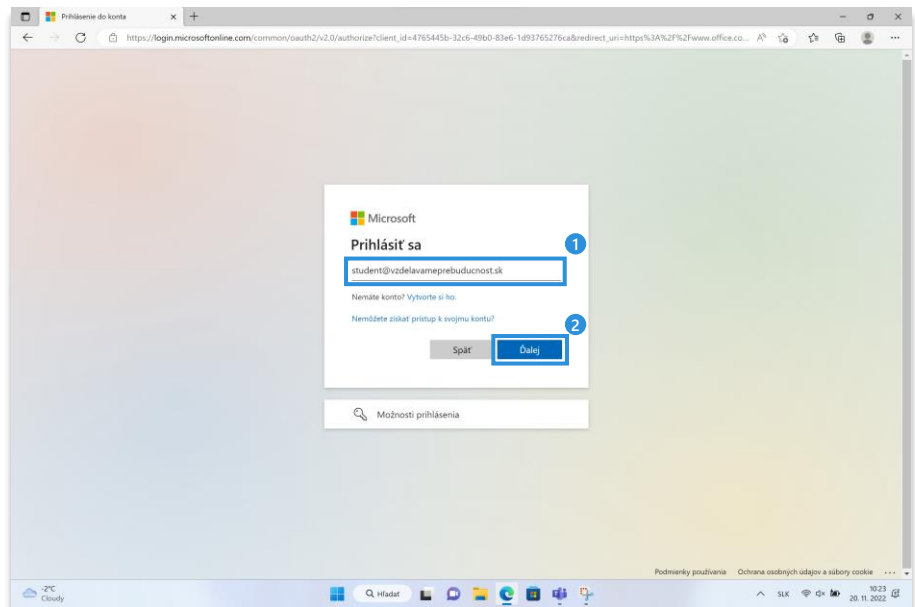 Prihlásenie do konta
https://login.microsoftonline.com/common/oauth2/v2.0/authorize?client_id=4765445b-32c6-49b0-83e6-1d93765276ca&redirect_uri=https%3A%2F%2Fwww.office.co...
Microsoft
Prihlásiť sa
1
student@vzdelavameprebuducnost.sk
Nemáte konto? Vytvorte si ho.
Nemôžete získať prístup k svojmu kontu?
2
Späť
Ďalej
Možnosti prihlásenia
Podmienky používania Ochrana osobných údajov a súbory cookie ...
-2°C
Cloudy
Hľadať
SLK
10:23
20. 11. 2022